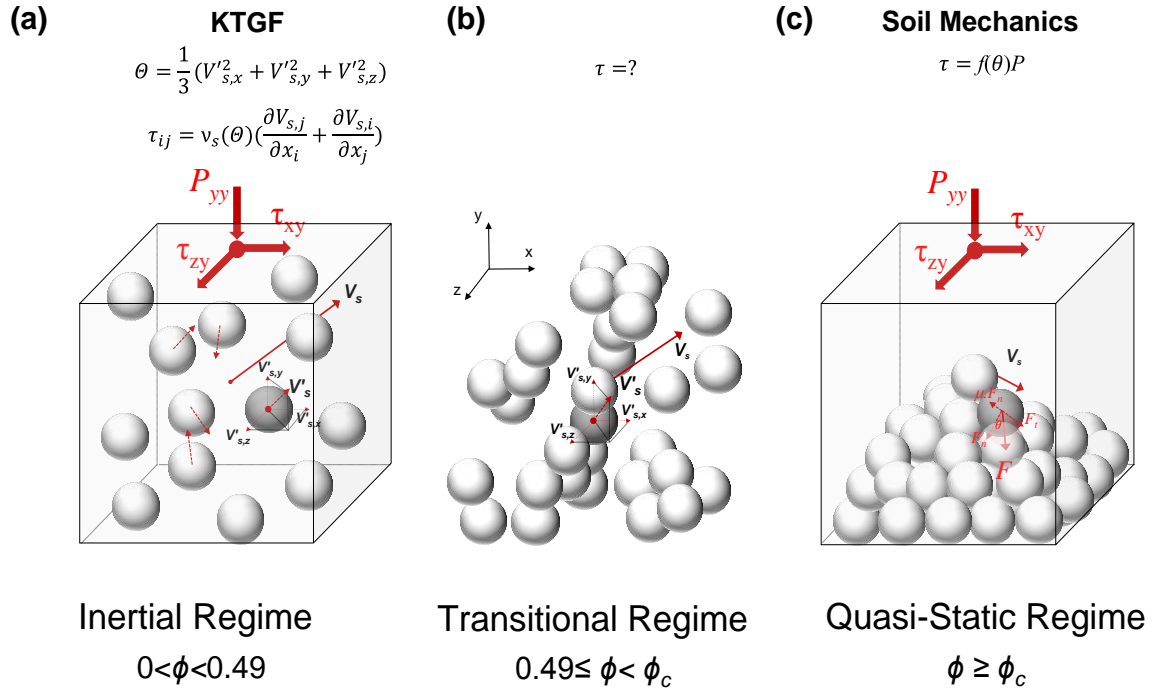 (a)
KTGF
Θ = 1/3 (V′²s,x + V′²s,y + V′²s,z)
τij = νs(Θ)(∂Vs,j/∂xi + ∂Vs,i/∂xj)
Pyy
τxy
τzy
Vs
V's,y
V's
V's,x
V's,z
Inertial Regime
0<ϕ<0.49
(b)
τ =?
y
x
z
Vs
V's,y
V's
V's,x
V's,z
Transitional Regime
0.49≤ ϕ< ϕc
(c)
Soil Mechanics
τ = f(θ)P
Pyy
τxy
τzy
Vs
μFn
Ft
θ
Fn
F
Quasi-Static Regime
ϕ ≥ ϕc